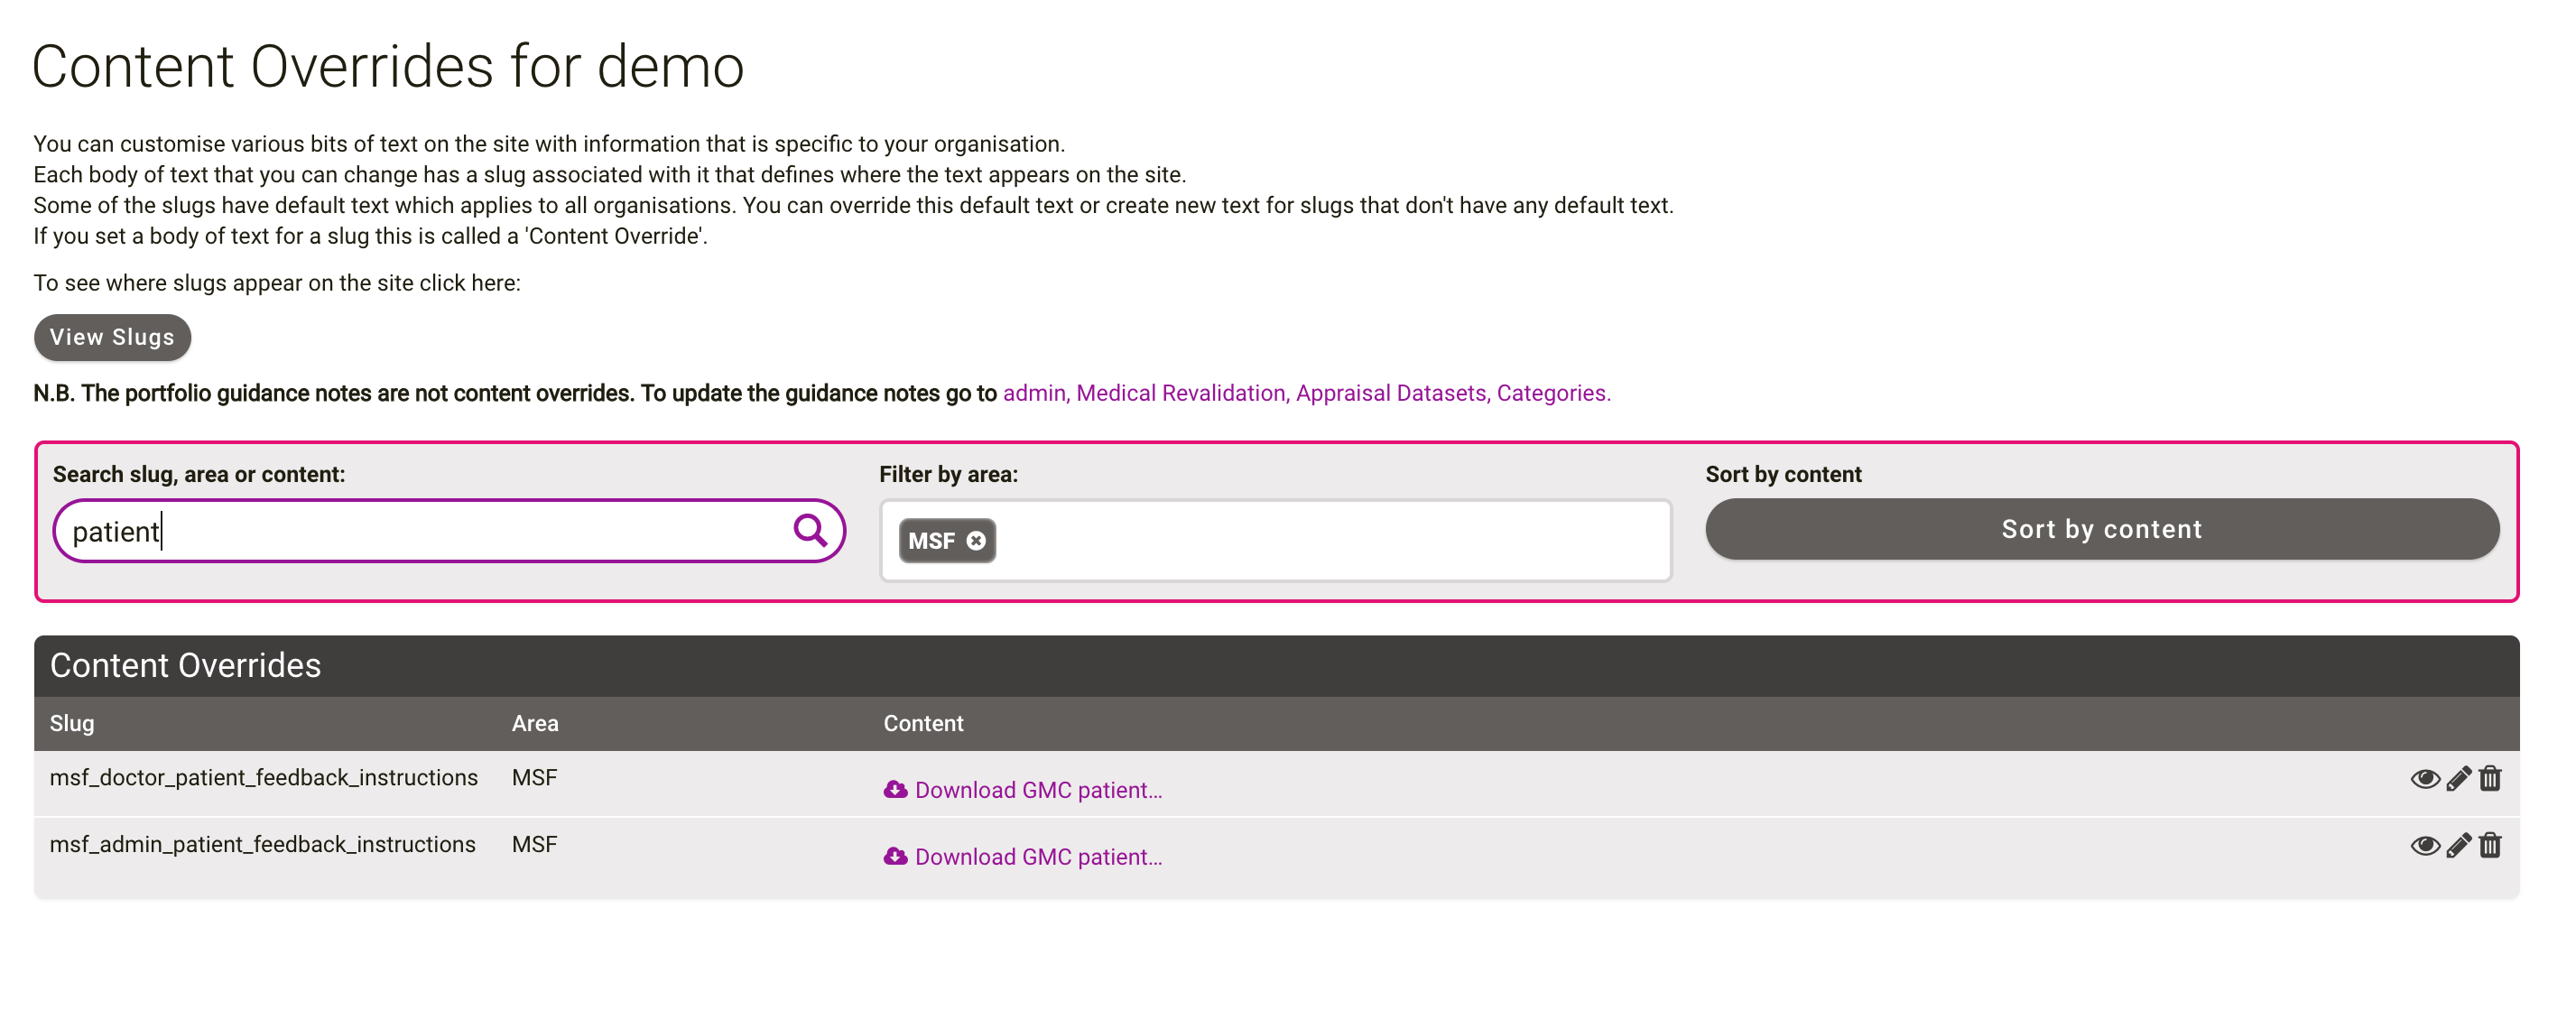 Content Overrides for demo
You can customise various bits of text on the site with information that is specific to your organisation.
Each body of text that you can change has a slug associated with it that defines where the text appears on the site.
Some of the slugs have default text which applies to all organisations. You can override this default text or create new text for slugs that don't have any default text.
If you set a body of text for a slug this is called a 'Content Override'.
To see where slugs appear on the site click here:
View Slugs
N.B. The portfolio guidance notes are not content overrides. To update the guidance notes go to admin, Medical Revalidation, Appraisal Datasets, Categories.
Search slug, area or content: Filter by area: Sort by content
patient MSF Sort by content
Content Overrides
Slug Area Content
msf_doctor_patient_feedback_instructions MSF Download GMC patient...
msf_admin_patient_feedback_instructions MSF Download GMC patient...